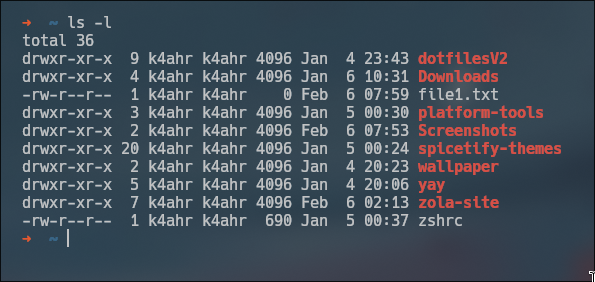 ➜ ~ ls -l
total 36
drwxr-xr-x  9 k4ahr k4ahr 4096 Jan  4 23:43 dotfilesV2
drwxr-xr-x  4 k4ahr k4ahr 4096 Jan  6 10:31 Downloads
-rw-r--r--  1 k4ahr k4ahr    0 Feb  6 07:59 file1.txt
drwxr-xr-x  3 k4ahr k4ahr 4096 Jan  5 00:30 platform-tools
drwxr-xr-x  2 k4ahr k4ahr 4096 Feb  6 07:53 Screenshots
drwxr-xr-x 20 k4ahr k4ahr 4096 Jan  5 00:24 spicetify-themes
drwxr-xr-x  2 k4ahr k4ahr 4096 Jan  4 20:23 wallpaper
drwxr-xr-x  5 k4ahr k4ahr 4096 Jan  4 20:06 yay
drwxr-xr-x  7 k4ahr k4ahr 4096 Feb  6 02:13 zola-site
-rw-r--r--  1 k4ahr k4ahr  690 Jan  5 00:37 zshrc
➜ ~